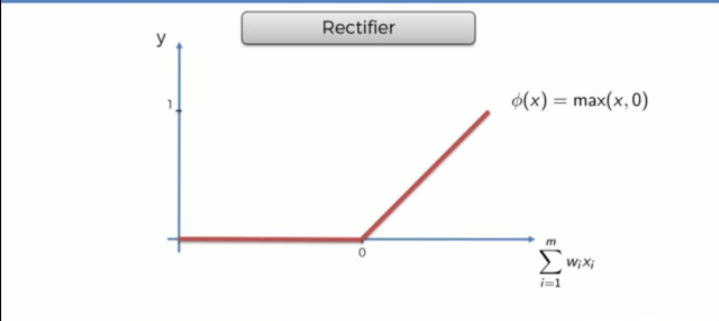 Rectifier
y
1
ϕ(x) = max(x, 0)
0
m
∑ wᵢxᵢ
i=1